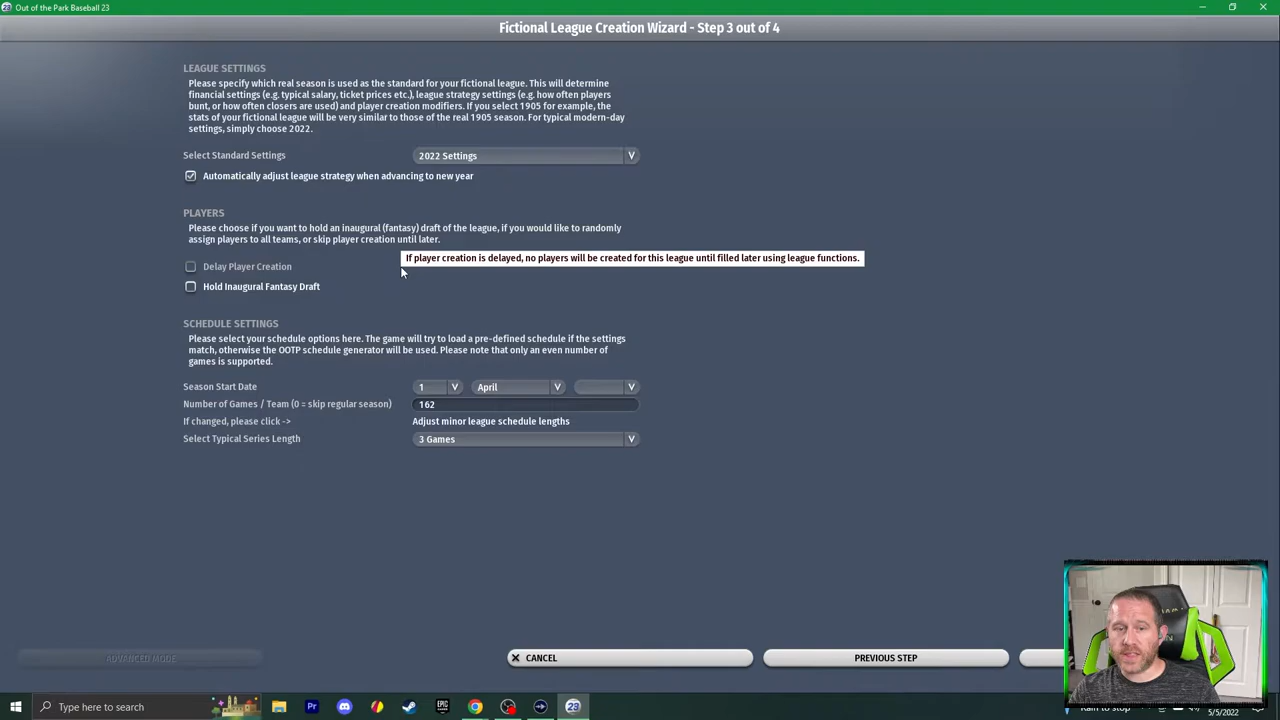 Out of the Park Baseball 23
Fictional League Creation Wizard - Step 3 out of 4
LEAGUE SETTINGS
Please specify which real season is used as the standard for your fictional league. This will determine
financial settings (e.g. typical salary, ticket prices etc.), league strategy settings (e.g. how often players
bunt, or how often closers are used) and player creation modifiers. If you select 1905 for example, the
stats of your fictional league will be very similar to those of the real 1905 season. For typical modern-day
settings, simply choose 2022.
Select Standard Settings
2022 Settings
V
Automatically adjust league strategy when advancing to new year
PLAYERS
Please choose if you want to hold an inaugural (fantasy) draft of the league, if you would like to randomly
assign players to all teams, or skip player creation until later.
If player creation is delayed, no players will be created for this league until filled later using league functions.
Delay Player Creation
Hold Inaugural Fantasy Draft
SCHEDULE SETTINGS
Please select your schedule options here. The game will try to load a pre-defined schedule if the settings
match, otherwise the OOTP schedule generator will be used. Please note that only an even number of
games is supported.
Season Start Date
1 V April V V
Number of Games / Team (0 = skip regular season)
162
If changed, please click ->
Adjust minor league schedule lengths
Select Typical Series Length
3 Games V
ADVANCED MODE
X CANCEL
PREVIOUS STEP
Type here to search
Pr
EPIC
23
Rain to stop
5/5/2022